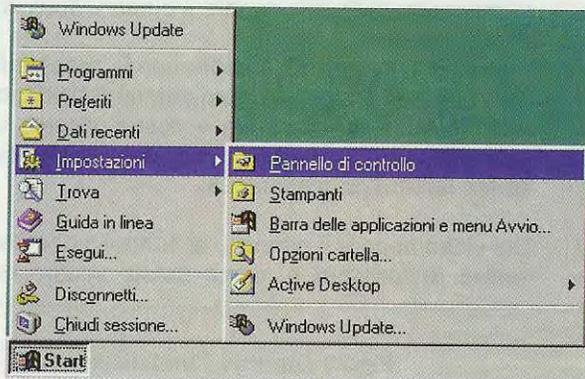 Windows Update
Programmi
Preferiti
Dati recenti
Impostazioni
Trova
Guida in linea
Esegui...
Disconnetti...
Chiudi sessione...
Start
Pannello di controllo
Stampanti
Barra delle applicazioni e menu Avvio...
Opzioni cartella...
Active Desktop
Windows Update...